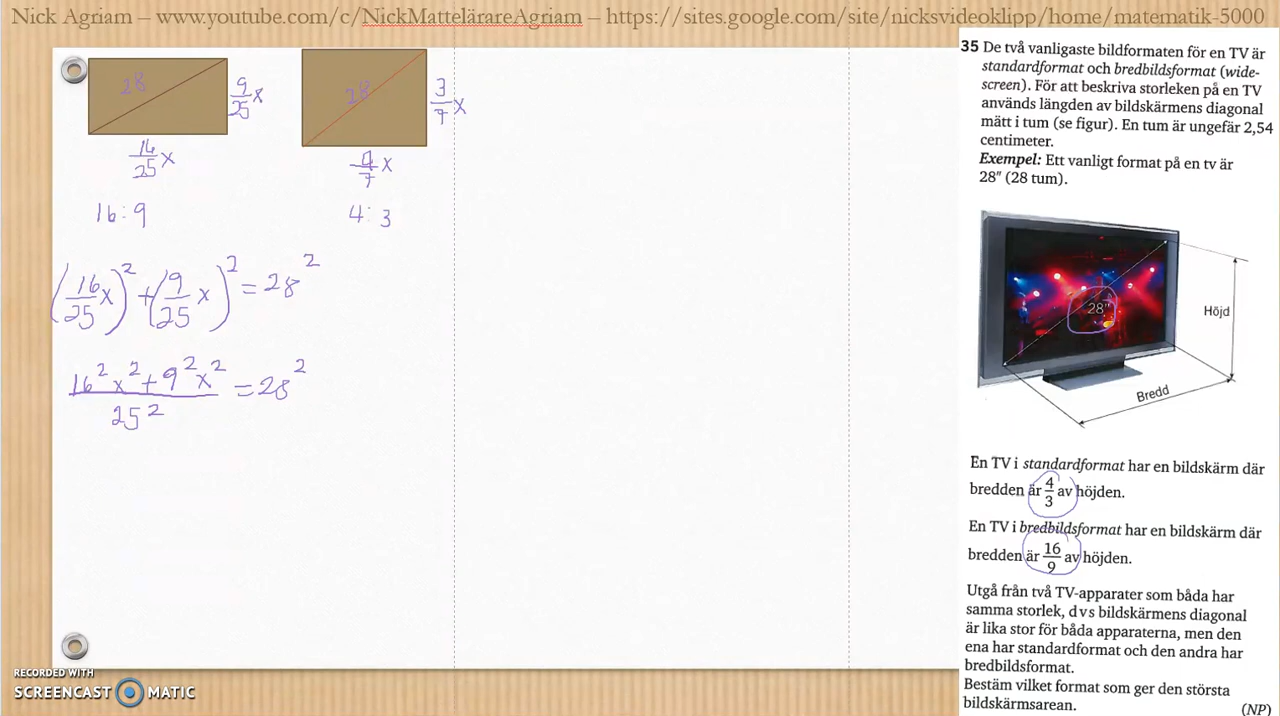 Nick Agriam – www.youtube.com/c/NickMattelärareAgriam – https://sites.google.com/site/nicksvideoklipp/home/matematik-5000
28
9/25 x
16/25 x
16:9
28
3/7 x
4/7 x
4:3
(16/25 x)² + (9/25 x)² = 28²
(16²x² + 9²x²)/25² = 28²
35 De två vanligaste bildformaten för en TV är
standardformat och bredbildsformat (wide-
screen). För att beskriva storleken på en TV
används längden av bildskärmens diagonal
mätt i tum (se figur). En tum är ungefär 2,54
centimeter.
Exempel: Ett vanligt format på en tv är
28″ (28 tum).
28″
Höjd
Bredd
En TV i standardformat har en bildskärm där
bredden är 4/3 av höjden.
En TV i bredbildsformat har en bildskärm där
bredden är 16/9 av höjden.
Utgå från två TV-apparater som båda har
samma storlek, d v s bildskärmens diagonal
är lika stor för båda apparaterna, men den
ena har standardformat och den andra har
bredbildsformat.
Bestäm vilket format som ger den största
bildskärmsarean.
(NP)
RECORDED WITH
SCREENCAST MATIC